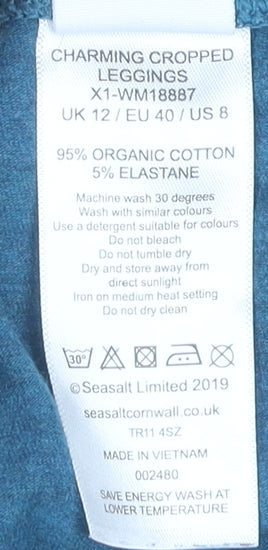 CHARMING CROPPED
LEGGINGS
X1-WM18887
UK 12 / EU 40 / US 8
95% ORGANIC COTTON
5% ELASTANE
Machine wash 30 degrees
Wash with similar colours
Use a detergent suitable for colours
Do not bleach
Do not tumble dry
Dry and store away from
direct sunlight
Iron on medium heat setting
Do not dry clean
30°
©Seasalt Limited 2019
seasaltcornwall.co.uk
TR11 4SZ
MADE IN VIETNAM
002480
SAVE ENERGY WASH AT
LOWER TEMPERATURE